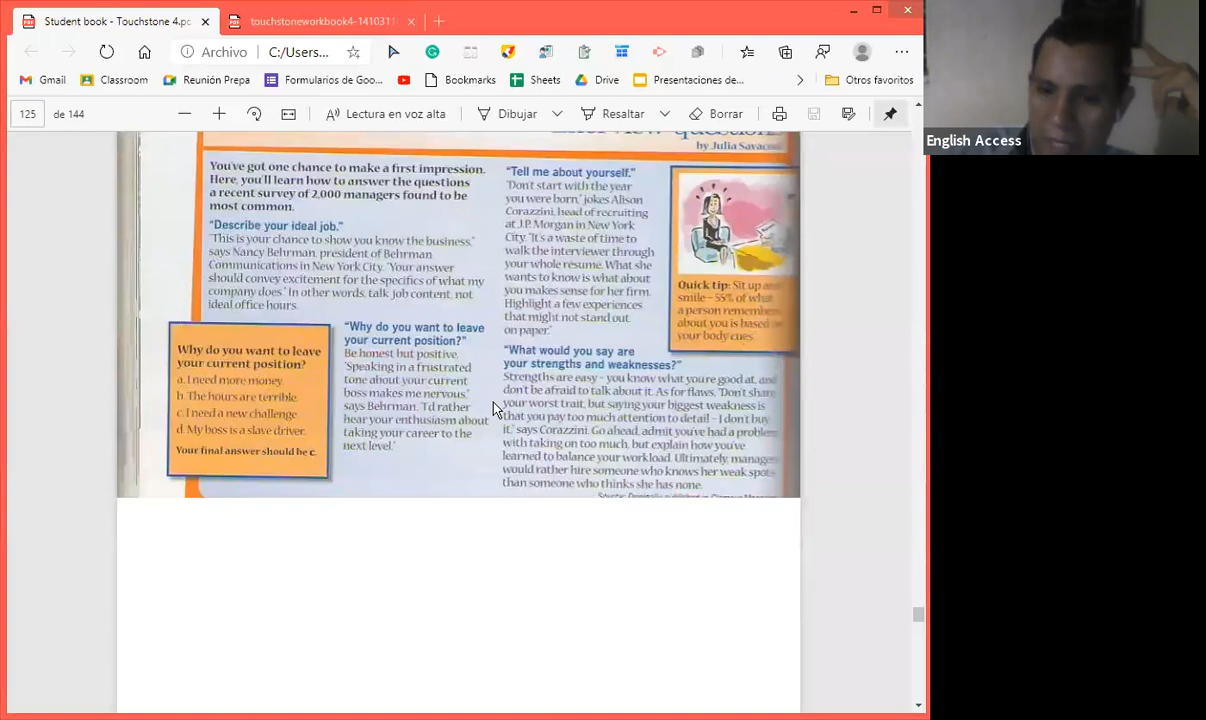 Student book - Touchstone 4.pc
touchstoneworkbook4-1410311
Archivo
C:/Users...
Gmail
Classroom
Reunión Prepa
Formularios de Goo...
Bookmarks
Sheets
Drive
Presentaciones de...
Otros favoritos
125
de 144
Lectura en voz alta
Dibujar
Resaltar
Borrar
English Access
Interview questions
by Julia Savacoo
You've got one chance to make a first impression.
Here, you'll learn how to answer the questions
a recent survey of 2,000 managers found to be
most common.
"Describe your ideal job."
"This is your chance to show you know the business,"
says Nancy Behrman, president of Behrman
Communications in New York City. "Your answer
should convey excitement for the specifics of what my
company does." In other words, talk job content, not
ideal office hours.
Why do you want to leave
your current position?
a. I need more money.
b. The hours are terrible.
c. I need a new challenge.
d. My boss is a slave driver.
Your final answer should be c.
"Why do you want to leave
your current position?"
Be honest but positive.
"Speaking in a frustrated
tone about your current
boss makes me nervous,"
says Behrman. "I'd rather
hear your enthusiasm about
taking your career to the
next level."
"Tell me about yourself."
"Don't start with the year
you were born," jokes Alison
Corazzini, head of recruiting
at J.P. Morgan in New York
City. "It's a waste of time to
walk the interviewer through
your whole resume. What she
wants to know is what about
you makes sense for her firm.
Highlight a few experiences
that might not stand out
on paper."
"What would you say are
your strengths and weaknesses?"
Strengths are easy – you know what you're good at, and
don't be afraid to talk about it. As for flaws, "Don't share
your worst trait, but saying your biggest weakness is
that you pay too much attention to detail – I don't buy
it," says Corazzini. Go ahead, admit you've had a problem
with taking on too much, but explain how you've
learned to balance your workload. Ultimately, managers
would rather hire someone who knows her weak spots
than someone who thinks she has none.
Quick tip: Sit up and
smile – 55% of what
a person remembers
about you is based on
your body cues.